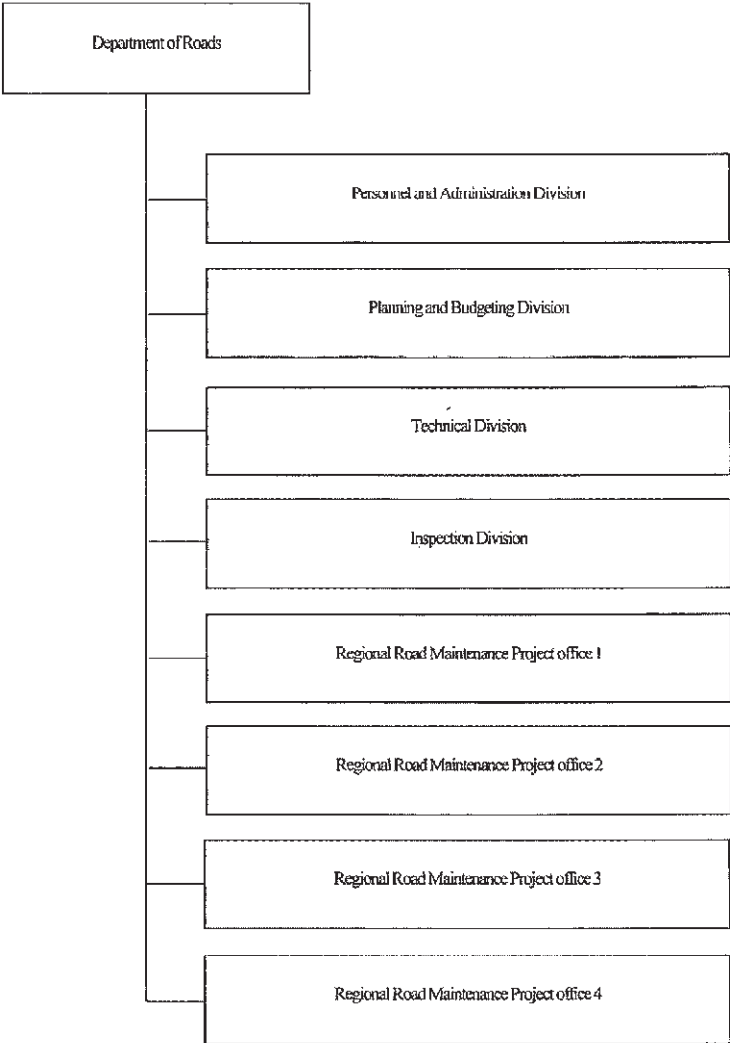 Department of Roads
Personnel and Administration Division
Planning and Budgeting Division
Technical Division
Inspection Division
Regional Road Maintenance Project office 1
Regional Road Maintenance Project office 2
Regional Road Maintenance Project office 3
Regional Road Maintenance Project office 4